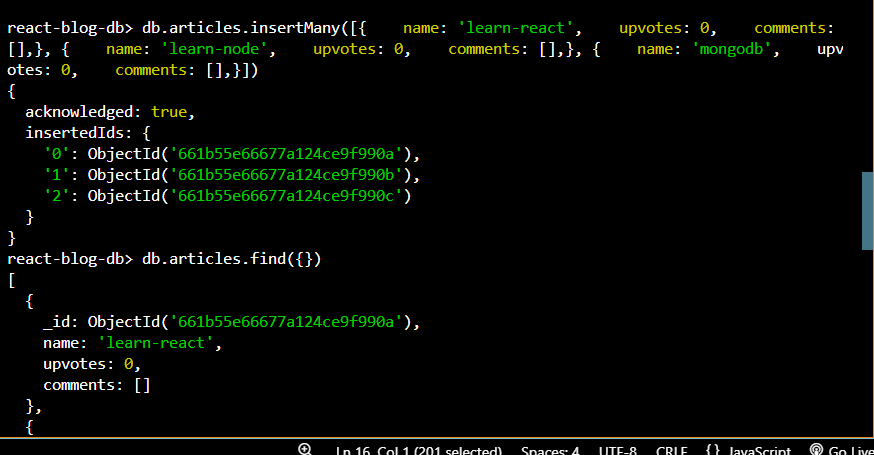 react-blog-db> db.articles.insertMany([{    name: 'learn-react',    upvotes: 0,    comments:
[],}, {    name: 'learn-node',    upvotes: 0,    comments: [],}, {    name: 'mongodb',    upv
otes: 0,    comments: [],}])
{
  acknowledged: true,
  insertedIds: {
    '0': ObjectId('661b55e66677a124ce9f990a'),
    '1': ObjectId('661b55e66677a124ce9f990b'),
    '2': ObjectId('661b55e66677a124ce9f990c')
  }
}
react-blog-db> db.articles.find({})
[
  {
    _id: ObjectId('661b55e66677a124ce9f990a'),
    name: 'learn-react',
    upvotes: 0,
    comments: []
  },
  {
Ln 16, Col 1 (201 selected)    Spaces: 4    UTF-8    CRLF    {} JavaScript    Go Live